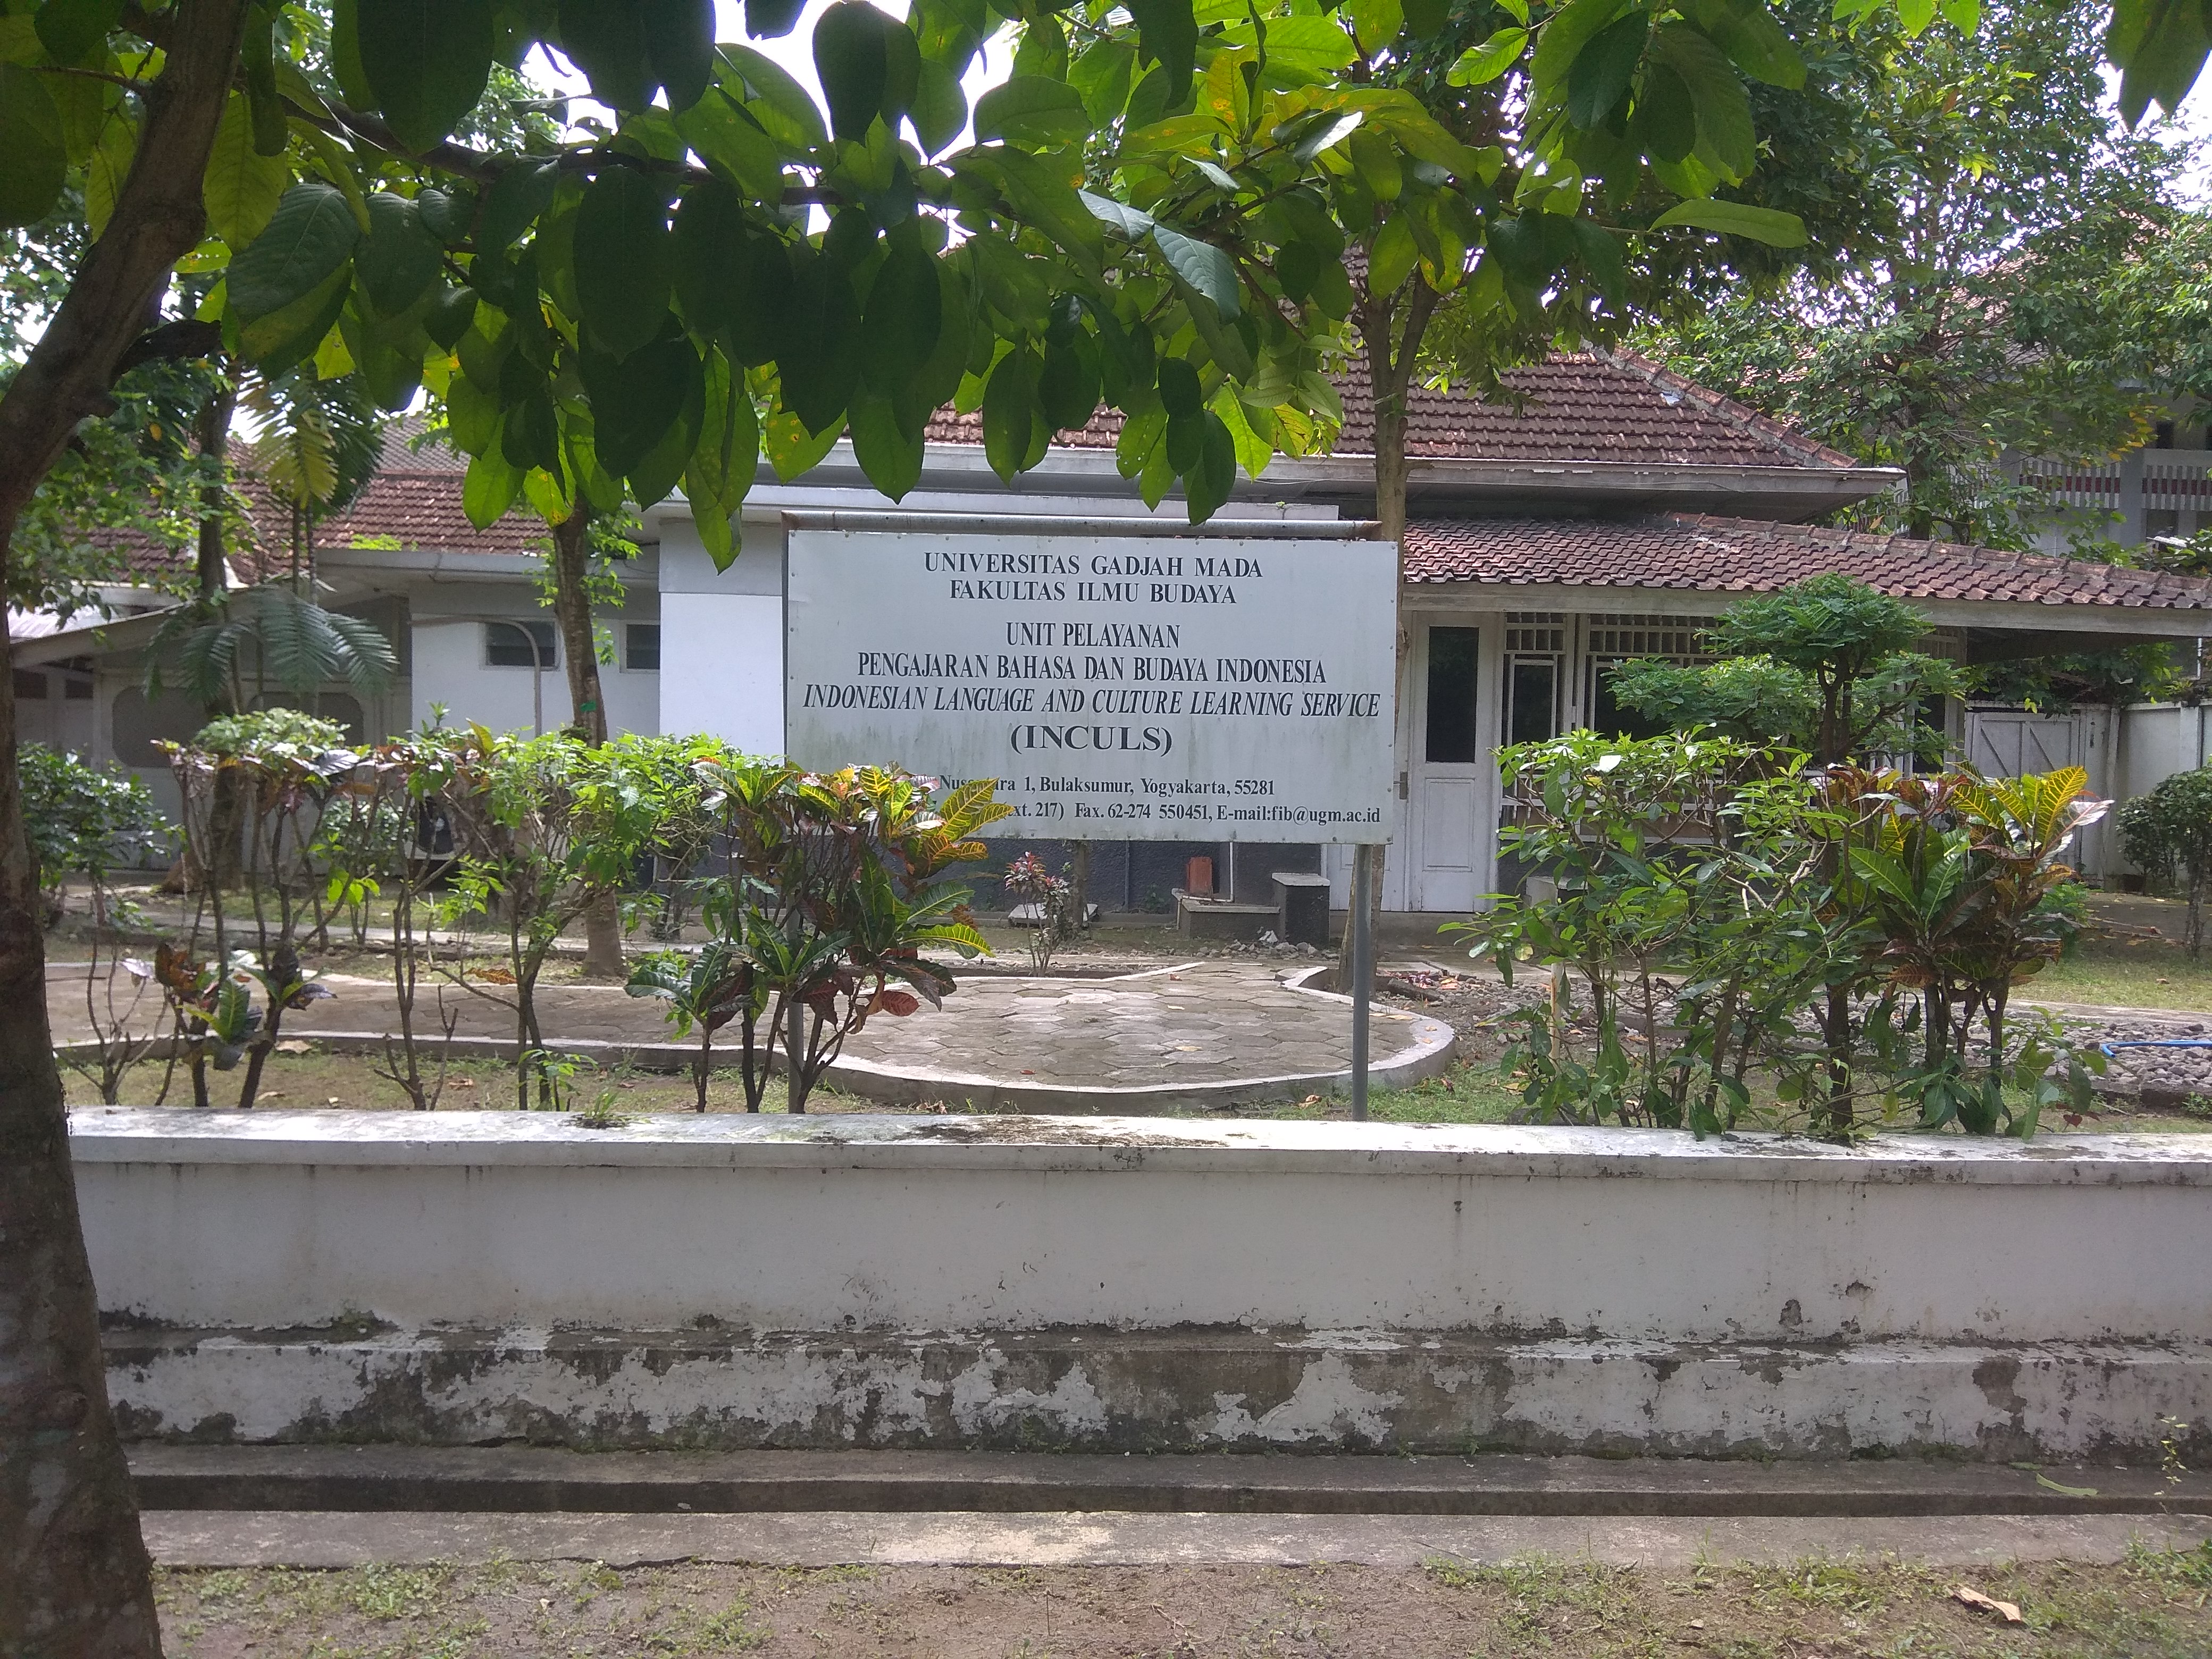 UNIVERSITAS GADJAH MADA
FAKULTAS ILMU BUDAYA
UNIT PELAYANAN
PENGAJARAN BAHASA DAN BUDAYA INDONESIA
INDONESIAN LANGUAGE AND CULTURE LEARNING SERVICE
(INCULS)
1, Bulaksumur, Yogyakarta, 55281
217) Fax. 62-274 550451, E-mail:fib@ugm.ac.id